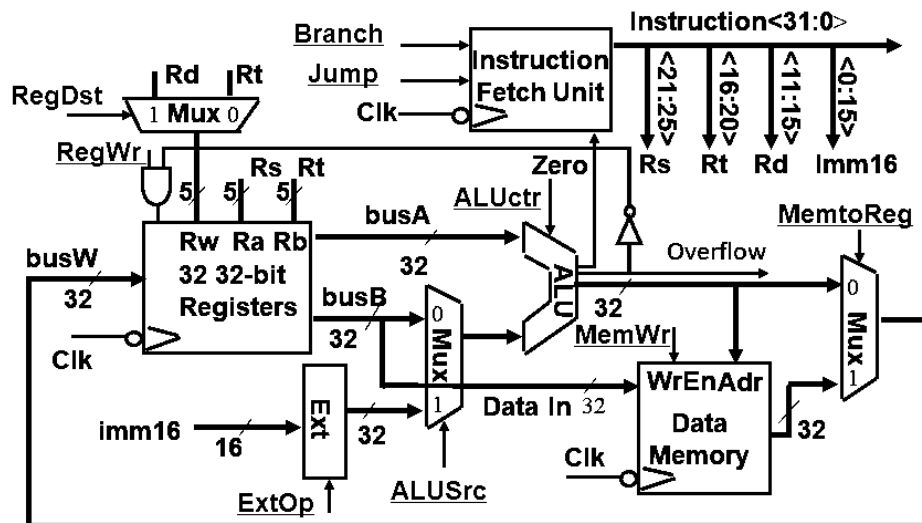 Instruction<31:0>
Branch
Instruction
Fetch Unit
Jump
Clk
<21:25>
<16:20>
<11:15>
<0:15>
Rs
Rt
Rd
Imm16
Rd
Rt
RegDst
1 Mux 0
RegWr
5
5
5
Rs
Rt
Zero
ALUctr
MemtoReg
busA
32
Rw Ra Rb
32 32-bit
Registers
busW
32
Clk
busB
32
0
Mux
1
ALU
32
Overflow
MemWr
0
Mux
1
WrEn Adr
Data
Memory
Data In 32
32
Clk
imm16
16
Ext
32
ExtOp
ALUSrc